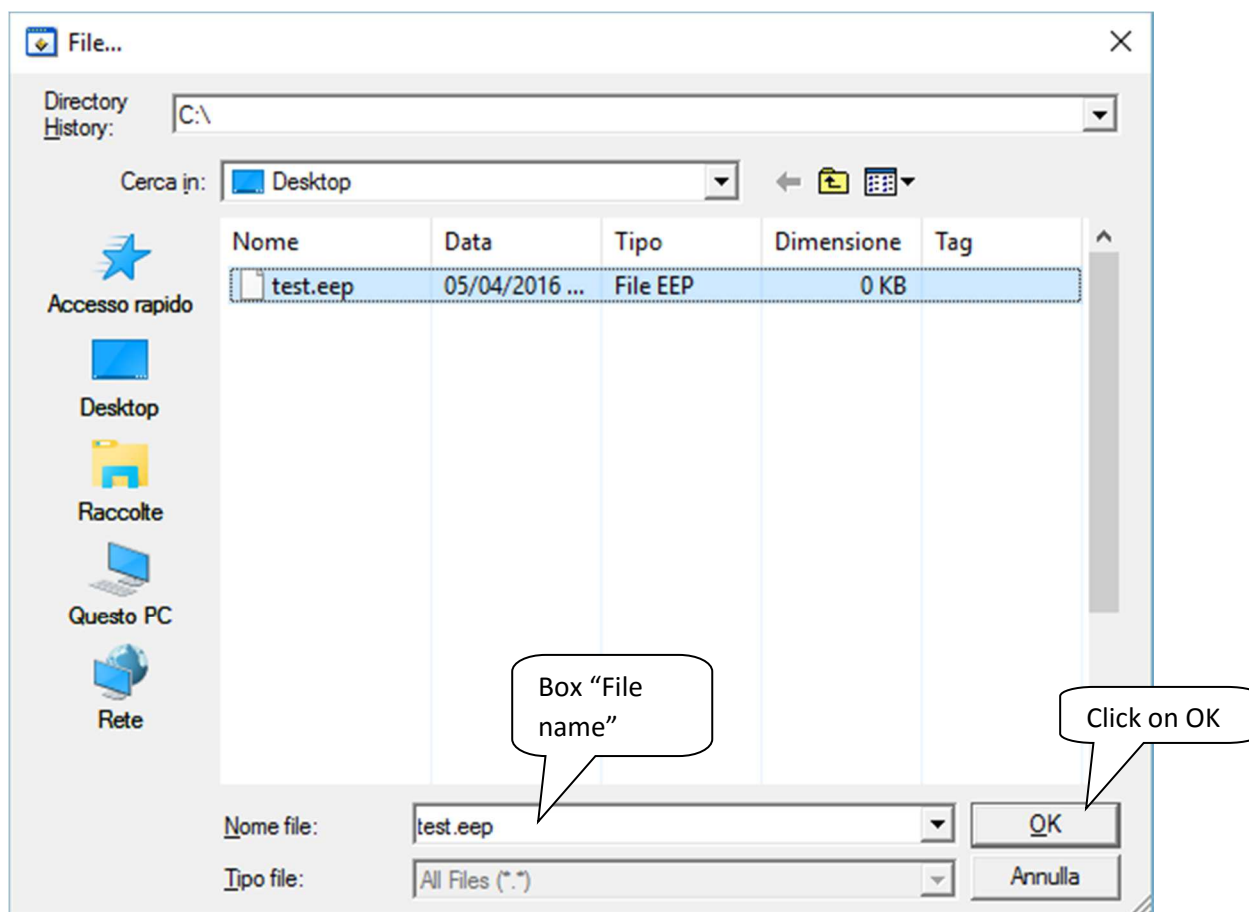 File...
Directory
History:
C:\
Cerca in:
Desktop
Nome Data Tipo Dimensione Tag
test.eep 05/04/2016 ... File EEP 0 KB
Accesso rapido
Desktop
Raccolte
Questo PC
Rete
Box “File
name”
Click on OK
Nome file:
test.eep
OK
Tipo file:
All Files (*.*)
Annulla